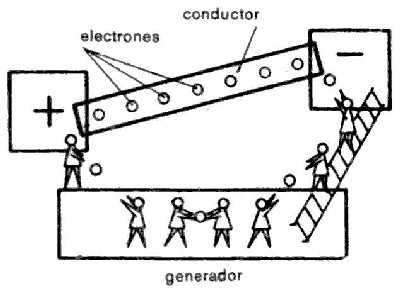 conductor
electrones
+
−
generador